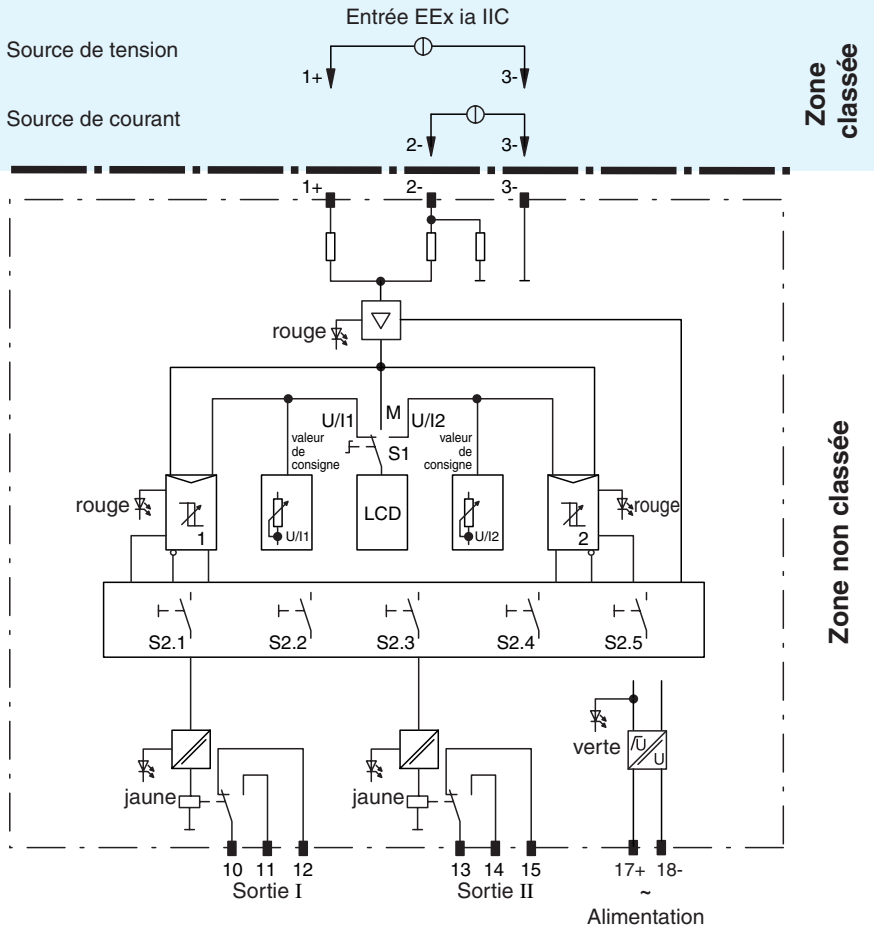 Entrée EEx ia IIC
Source de tension
1+ 3-
Source de courant
2- 3-
Zone
classée
1+ 2- 3-
rouge
U/I1 M U/I2
valeur
de
consigne
S1
valeur
de
consigne
rouge
1
U/I1
LCD
U/I2
2
rouge
Zone non classée
S2.1 S2.2 S2.3 S2.4 S2.5
jaune
jaune
verte
U
U
10 11 12
Sortie I
13 14 15
Sortie II
17+ 18-
~
Alimentation